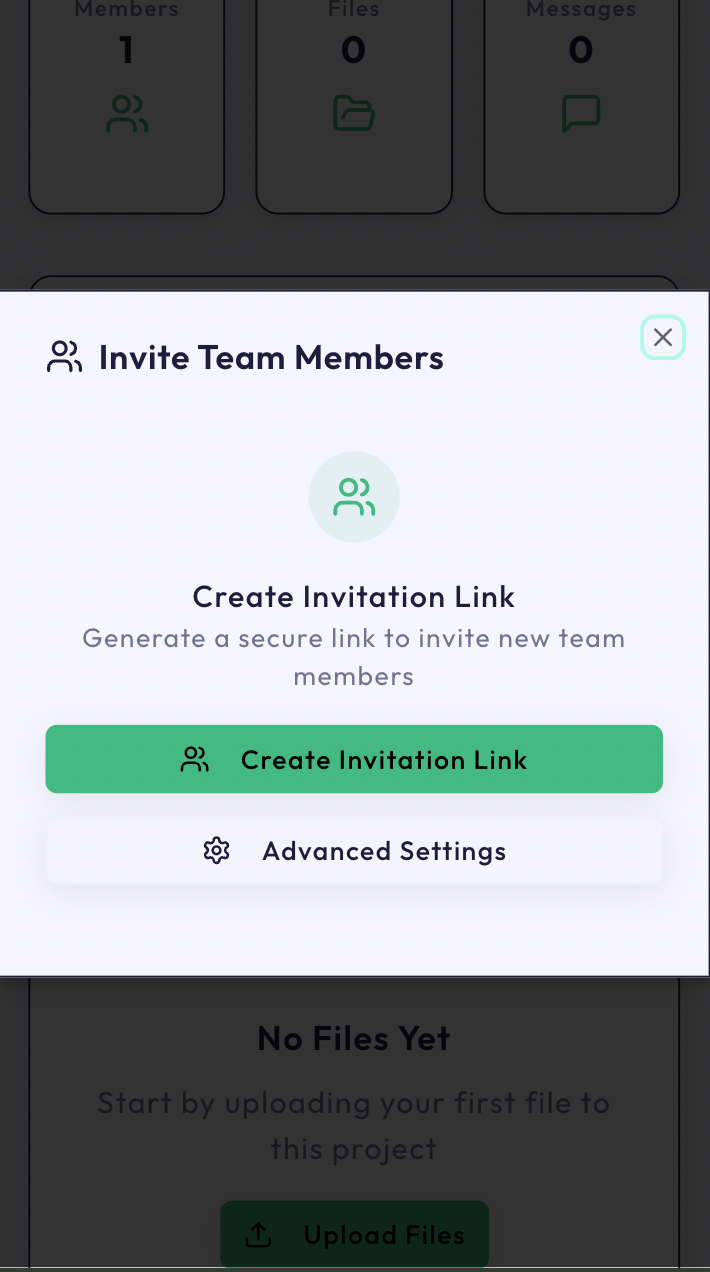 Members
Files
Messages
1
0
0
Invite Team Members
Create Invitation Link
Generate a secure link to invite new team
members
Create Invitation Link
Advanced Settings
No Files Yet
Start by uploading your first file to
this project
Upload Files